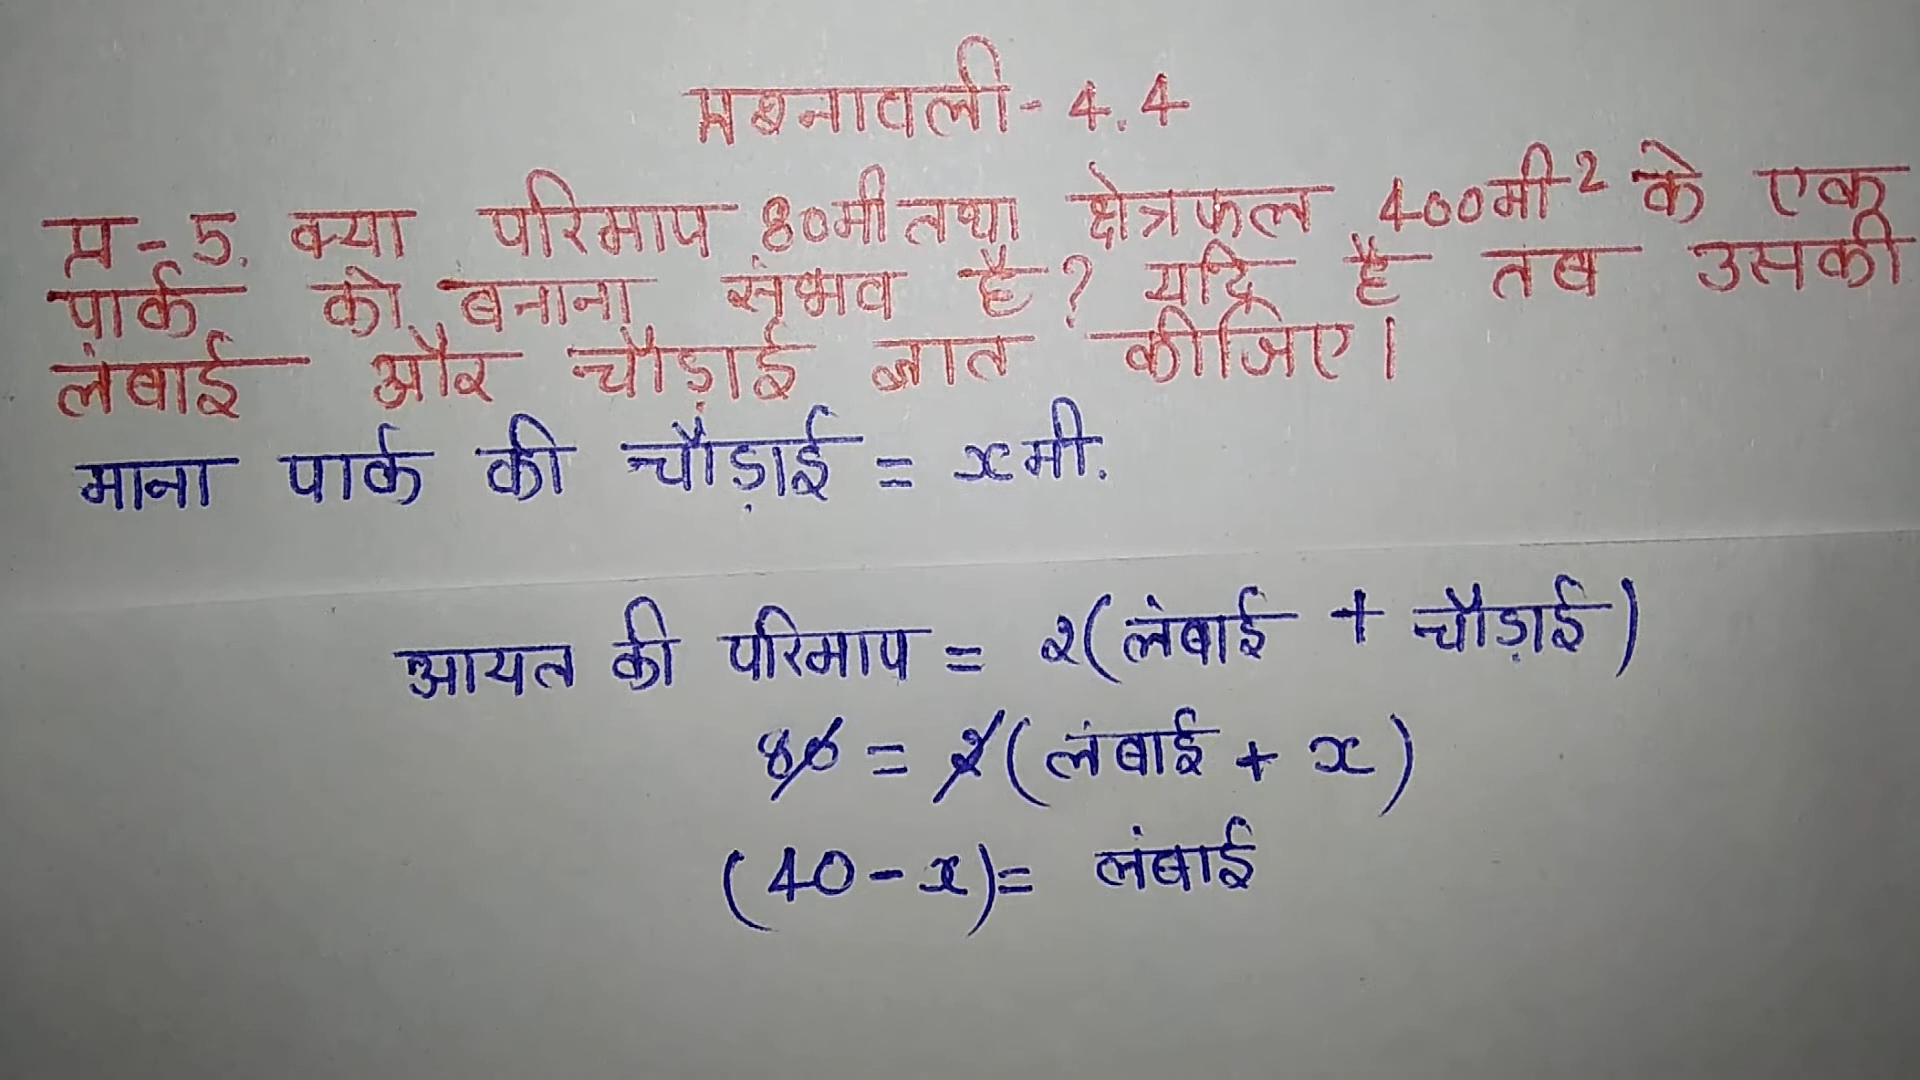 प्रश्नावली - 4.4
प्र - 5. क्या परिमाप 80मी तथा क्षेत्रफल 400मी² के एक
पार्क को बनाना संभव है? यदि है तब उसकी
लंबाई और चौड़ाई ज्ञात कीजिए।
माना पार्क की चौड़ाई = x मी.
आयत की परिमाप = 2(लंबाई + चौड़ाई)
80 = 2(लंबाई + x)
(40 - x) = लंबाई